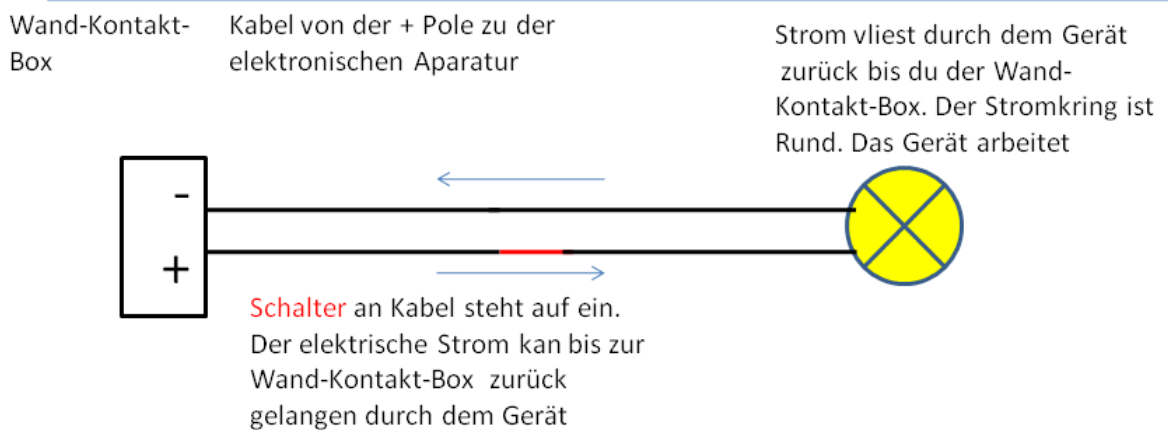 Wand-Kontakt-
Box
Kabel von der + Pole zu der
elektronischen Aparatur
Strom vliest durch dem Gerät
zurück bis du der Wand-
Kontakt-Box. Der Stromkring ist
Rund. Das Gerät arbeitet
-
+
Schalter an Kabel steht auf ein.
Der elektrische Strom kan bis zur
Wand-Kontakt-Box zurück
gelangen durch dem Gerät